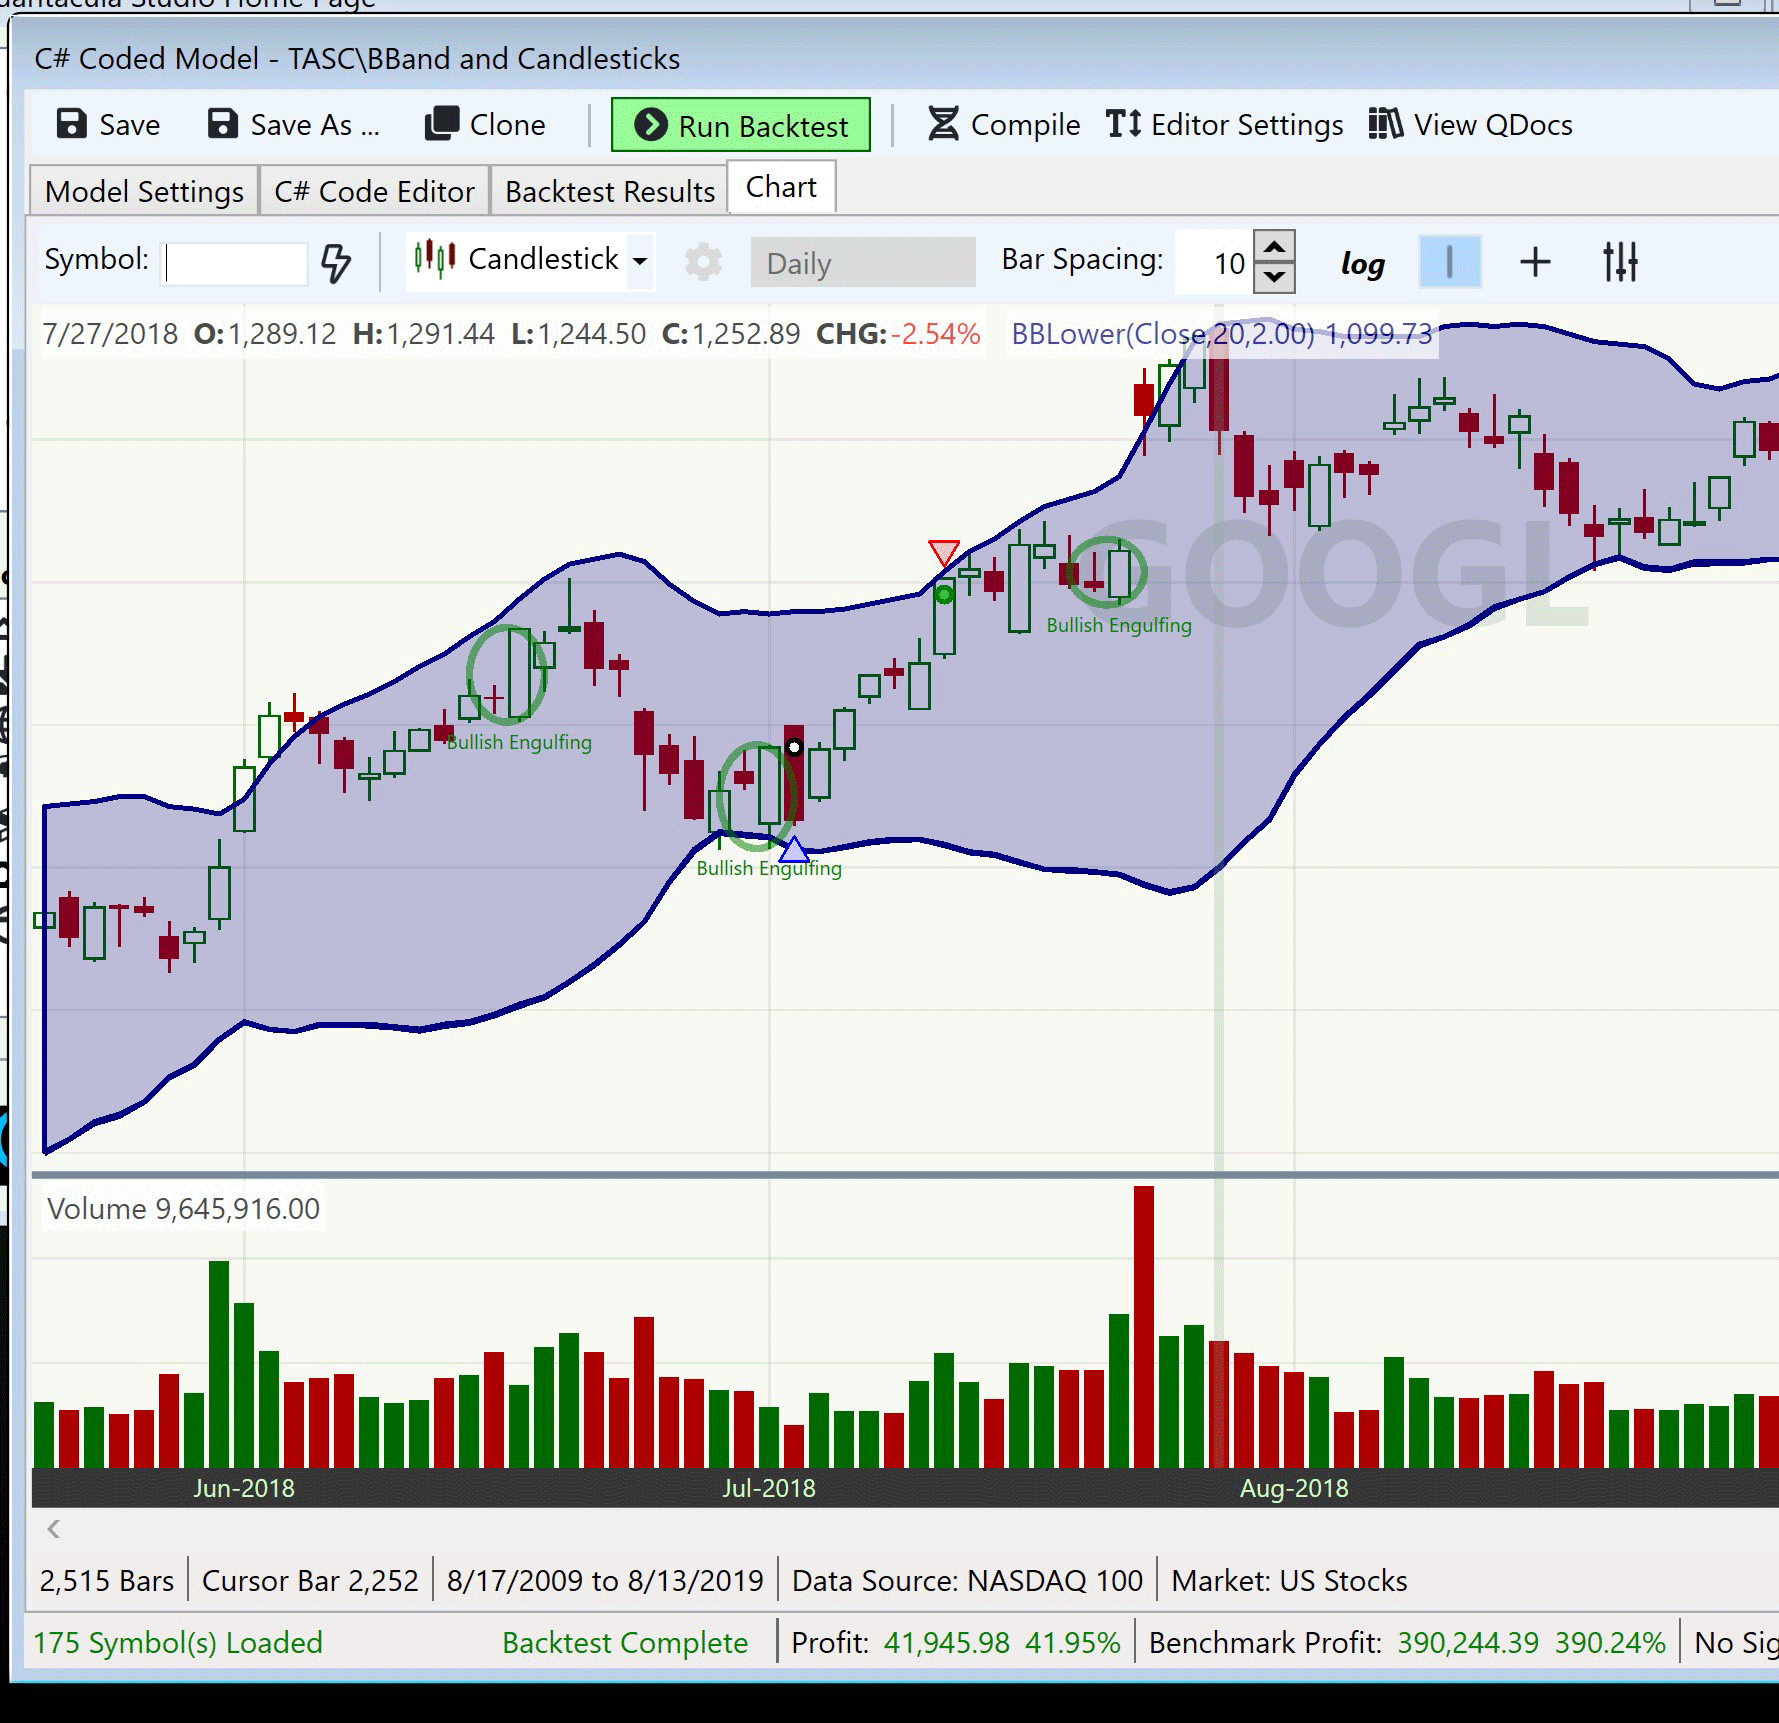 Studio Home Page
C# Coded Model - TASC\BBand and Candlesticks
Save Save As ... Clone Run Backtest Compile Editor Settings View QDocs
Model Settings C# Code Editor Backtest Results Chart
Symbol: Candlestick Daily Bar Spacing: 10 log
7/27/2018 O:1,289.12 H:1,291.44 L:1,244.50 C:1,252.89 CHG:-2.54% BBLower(Close,20,2.00) 1,099.73
GOOGL
Bullish Engulfing
Bullish Engulfing
Bullish Engulfing
Volume 9,645,916.00
Jun-2018 Jul-2018 Aug-2018
2,515 Bars Cursor Bar 2,252 8/17/2009 to 8/13/2019 Data Source: NASDAQ 100 Market: US Stocks
175 Symbol(s) Loaded Backtest Complete Profit: 41,945.98 41.95% Benchmark Profit: 390,244.39 390.24% No